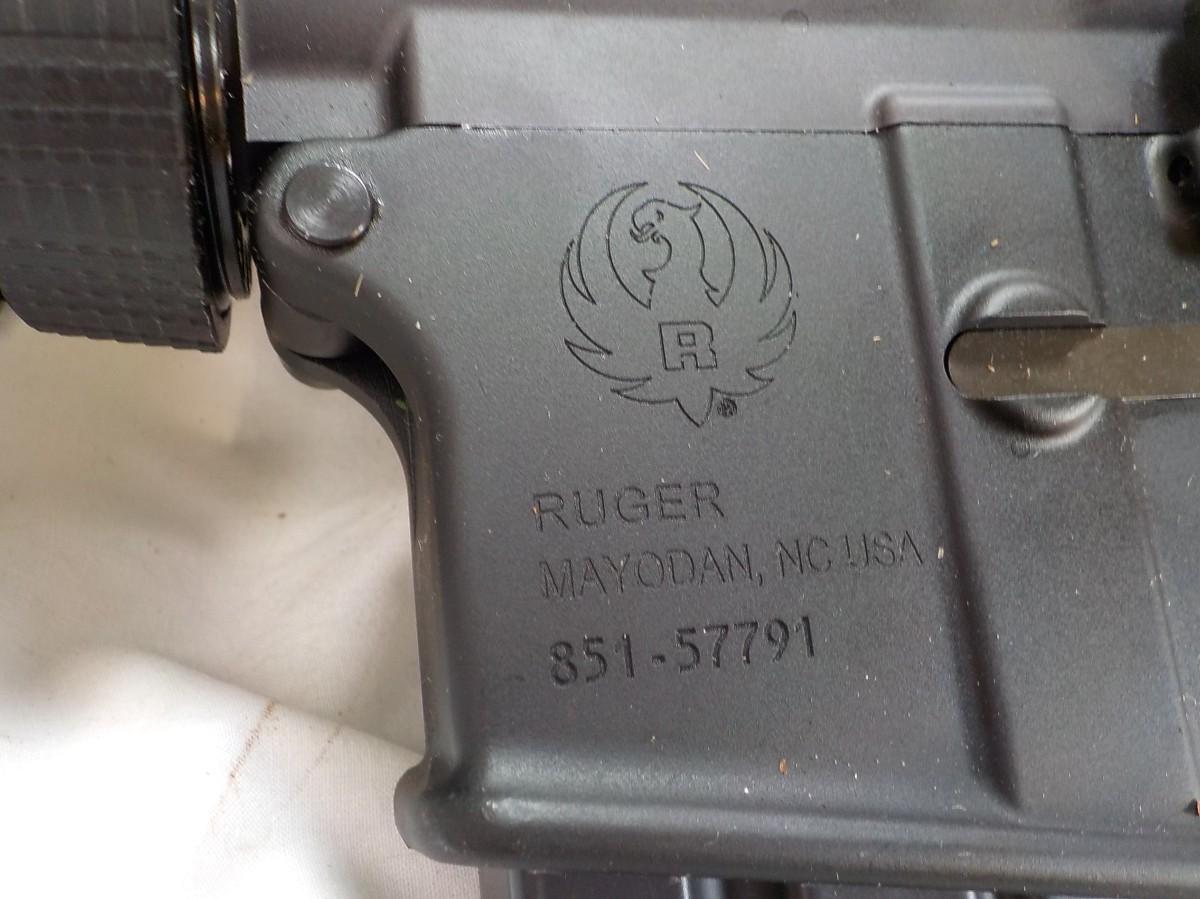 R
®
RUGER
MAYODAN, NC USA
851-57791